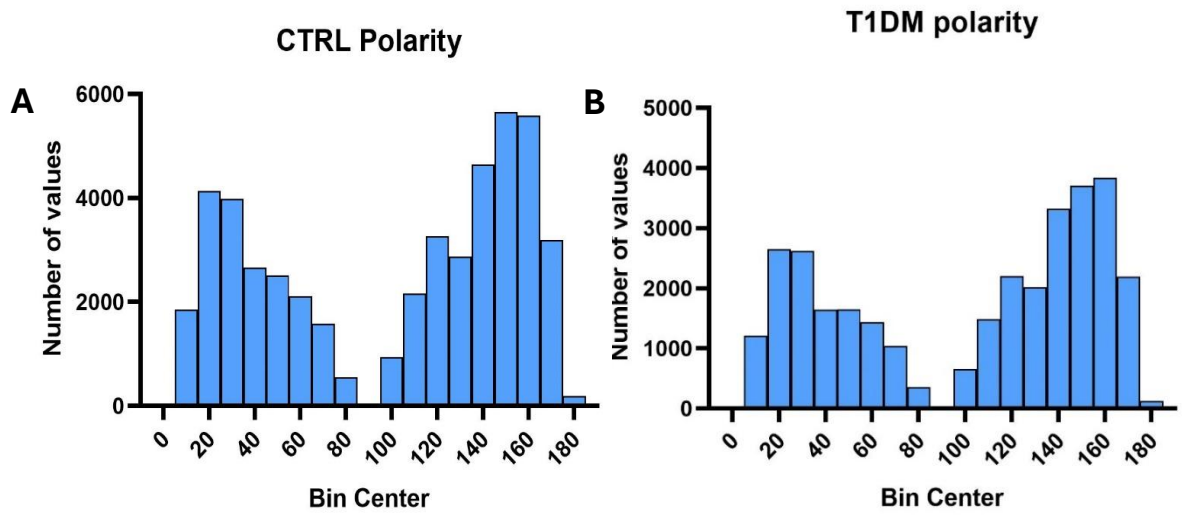 CTRL Polarity
A
6000
4000
2000
0
Number of values
0 20 40 60 80 100 120 140 160 180
Bin Center
T1DM polarity
B
5000
4000
3000
2000
1000
0
Number of values
0 20 40 60 80 100 120 140 160 180
Bin Center